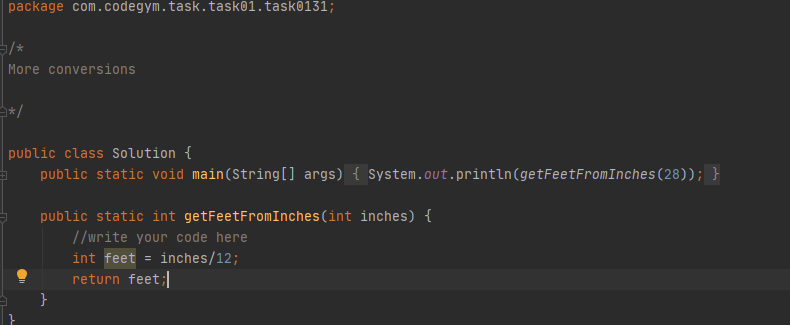 package com.codegym.task.task01.task0131;
/*
More conversions
*/
public class Solution {
public static void main(String[] args) { System.out.println(getFeetFromInches(28)); }
public static int getFeetFromInches(int inches) {
//write your code here
int feet = inches/12;
return feet;
}
}